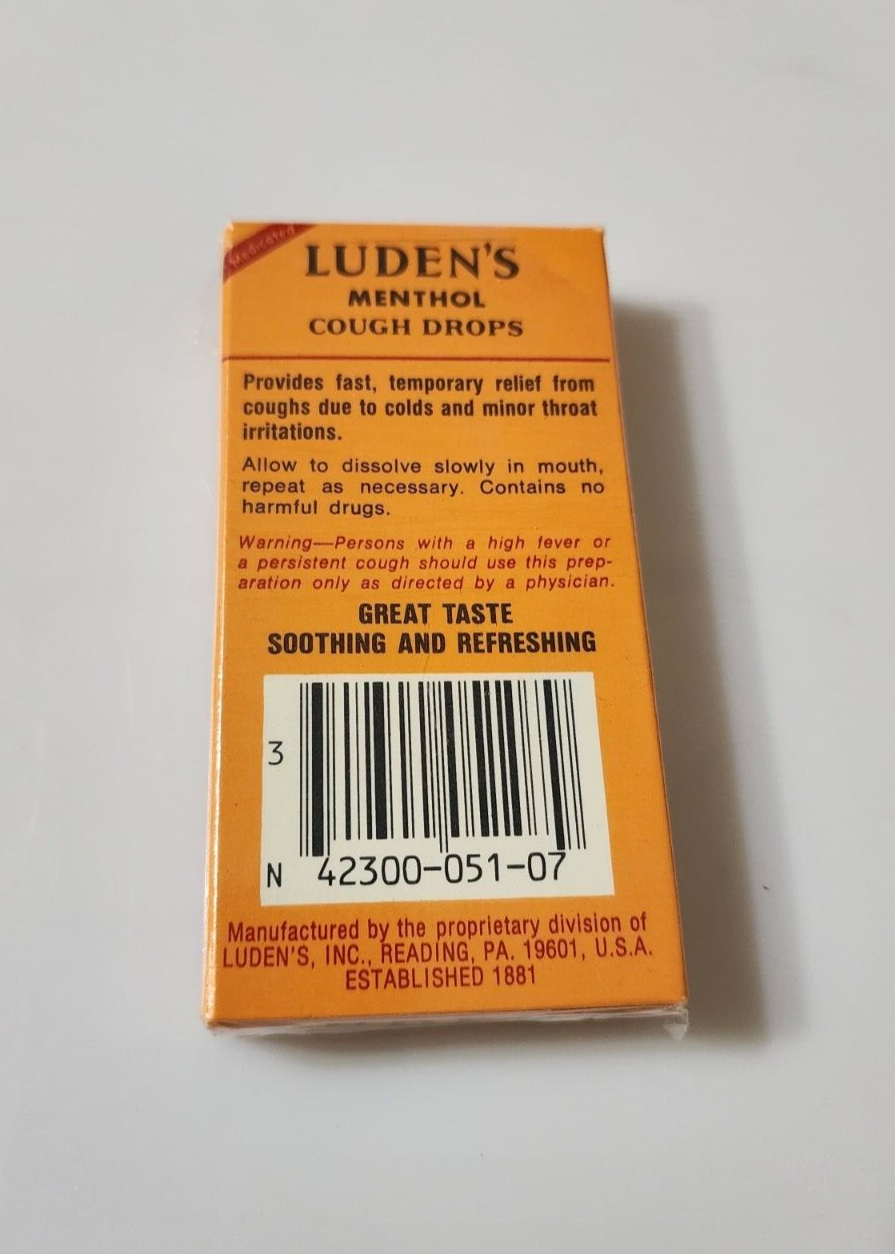 Medicated
LUDEN'S
MENTHOL
COUGH DROPS
Provides fast, temporary relief from
coughs due to colds and minor throat
irritations.
Allow to dissolve slowly in mouth,
repeat as necessary. Contains no
harmful drugs.
Warning—Persons with a high fever or
a persistent cough should use this prep-
aration only as directed by a physician.
GREAT TASTE
SOOTHING AND REFRESHING
3
N 42300-051-07
Manufactured by the proprietary division of
LUDEN'S, INC., READING, PA. 19601, U.S.A.
ESTABLISHED 1881